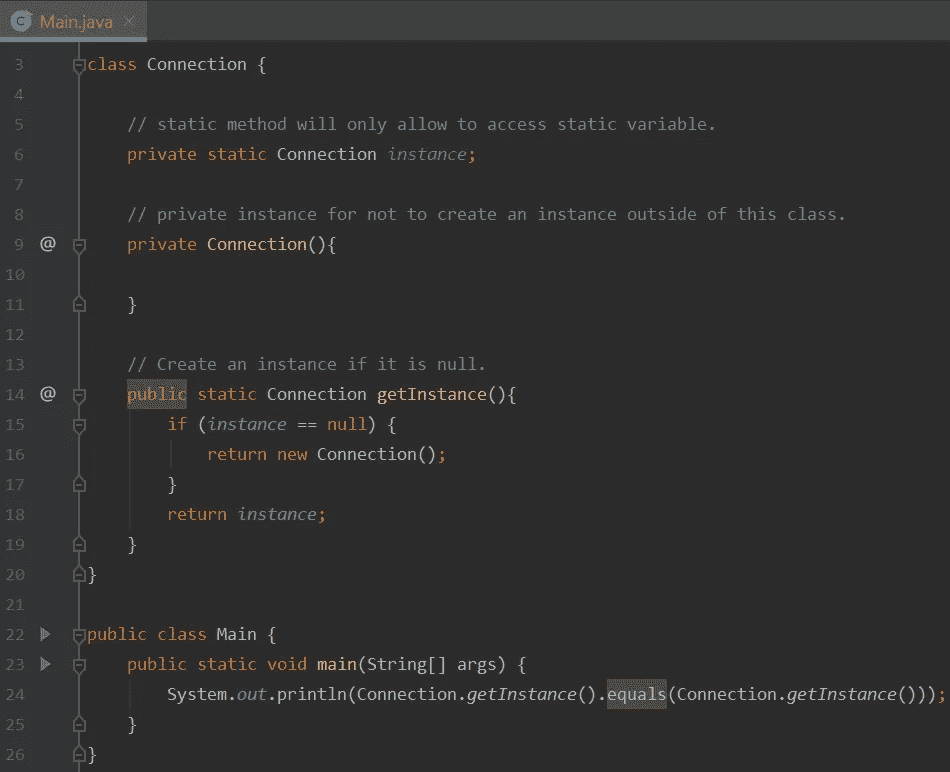 Main.java
3 class Connection {
4
5 // static method will only allow to access static variable.
6 private static Connection instance;
7
8 // private instance for not to create an instance outside of this class.
9 @ private Connection(){
10
11 }
12
13 // Create an instance if it is null.
14 @ public static Connection getInstance(){
15 if (instance == null) {
16 return new Connection();
17 }
18 return instance;
19 }
20 }
21
22 public class Main {
23 public static void main(String[] args) {
24 System.out.println(Connection.getInstance().equals(Connection.getInstance()));
25 }
26 }